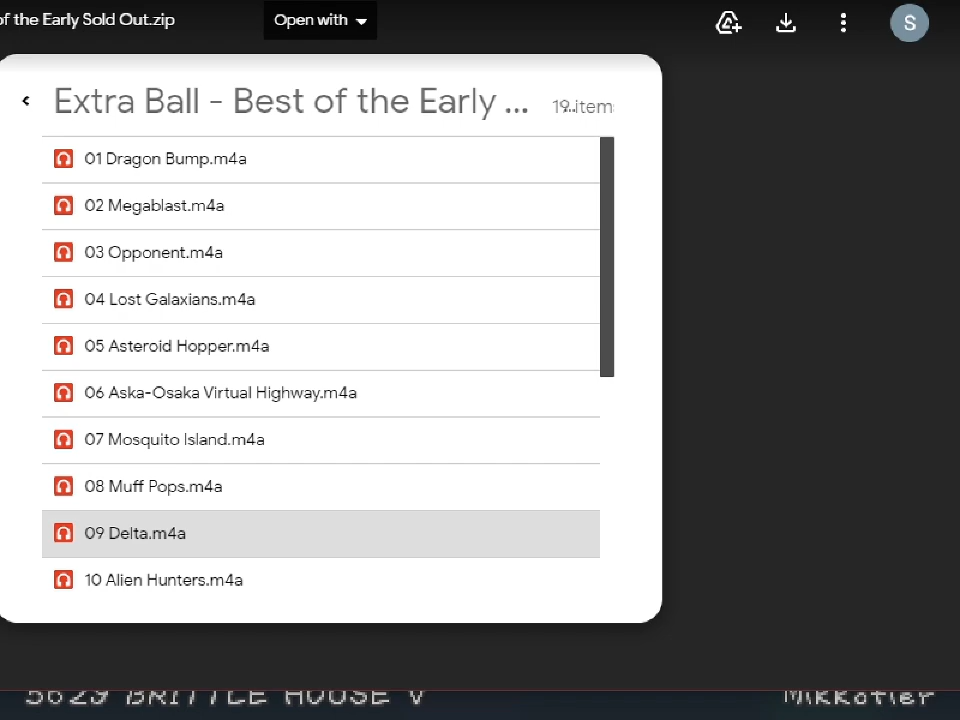 of the Early Sold Out.zip
Open with
S
Extra Ball - Best of the Early ...
19 items
01 Dragon Bump.m4a
02 Megablast.m4a
03 Opponent.m4a
04 Lost Galaxians.m4a
05 Asteroid Hopper.m4a
06 Aska-Osaka Virtual Highway.m4a
07 Mosquito Island.m4a
08 Muff Pops.m4a
09 Delta.m4a
10 Alien Hunters.m4a
5629 BRITTLE HOUSE V
Mikkotier